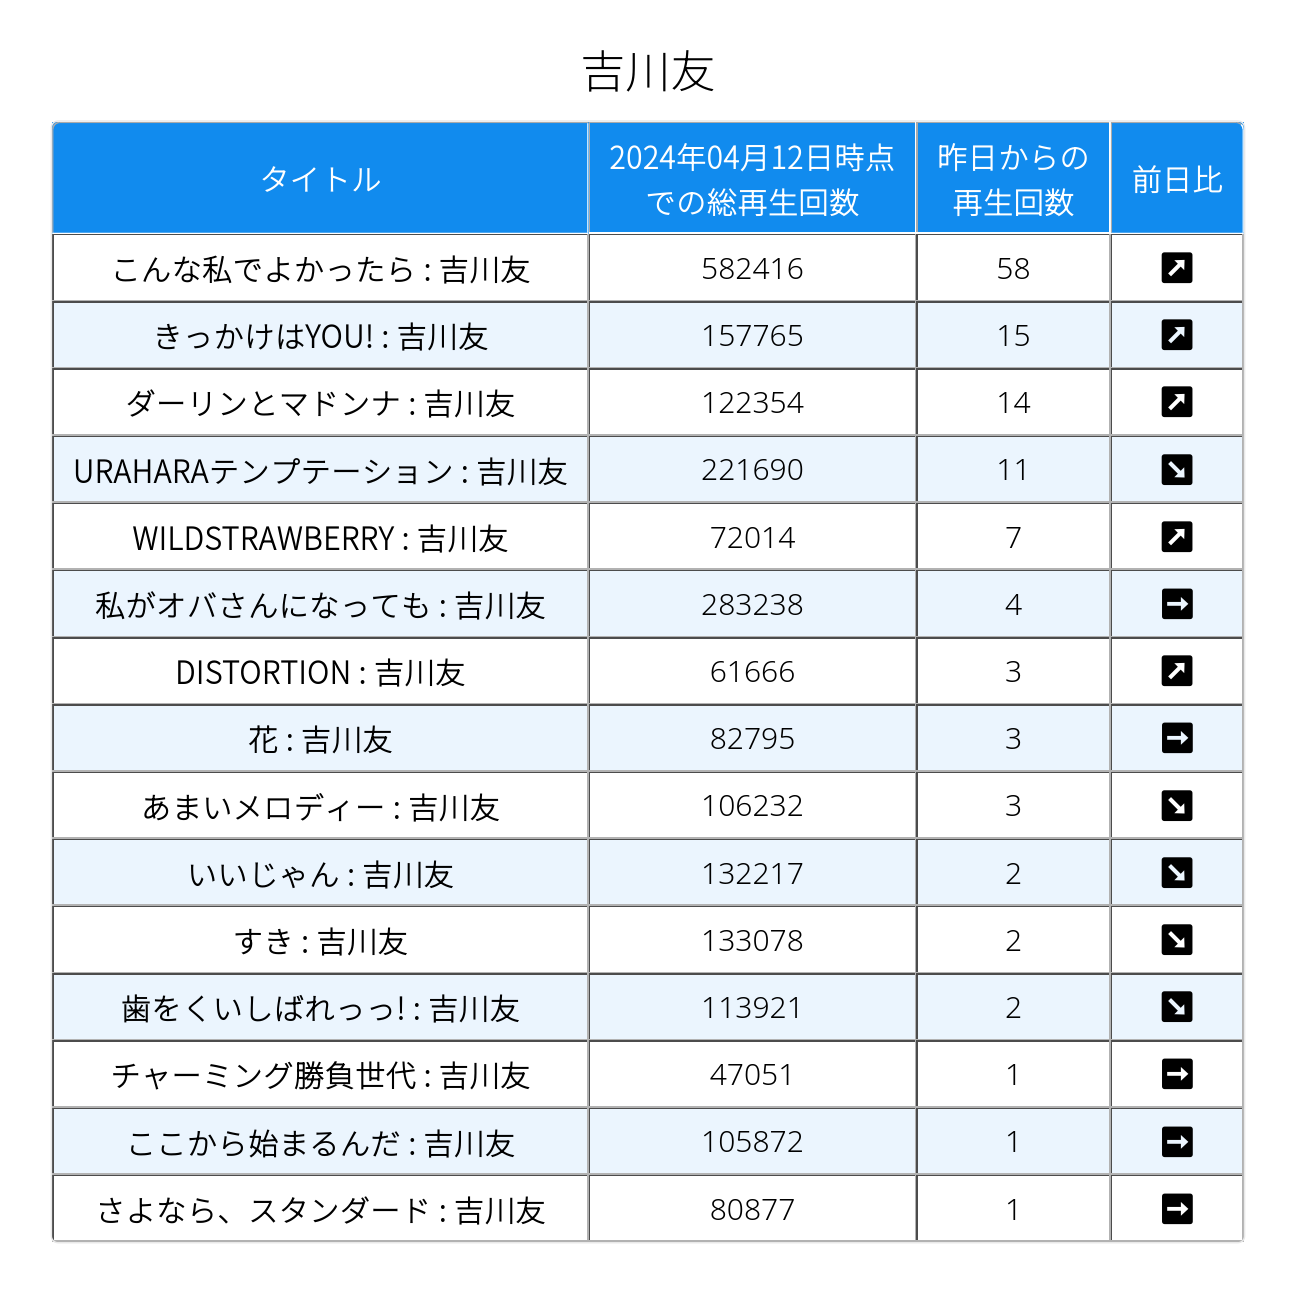 吉川友
タイトル 2024年04月12日時点での総再生回数 昨日からの再生回数 前日比
こんな私でよかったら : 吉川友 582416 58 ↗
きっかけはYOU! : 吉川友 157765 15 ↗
ダーリンとマドンナ : 吉川友 122354 14 ↗
URAHARAテンプテーション : 吉川友 221690 11 ↘
WILDSTRAWBERRY : 吉川友 72014 7 ↗
私がオバさんになっても : 吉川友 283238 4 →
DISTORTION : 吉川友 61666 3 ↗
花 : 吉川友 82795 3 →
あまいメロディー : 吉川友 106232 3 ↘
いいじゃん : 吉川友 132217 2 ↘
すき : 吉川友 133078 2 ↘
歯をくいしばれっっ! : 吉川友 113921 2 ↘
チャーミング勝負世代 : 吉川友 47051 1 →
ここから始まるんだ : 吉川友 105872 1 →
さよなら、スタンダード : 吉川友 80877 1 →